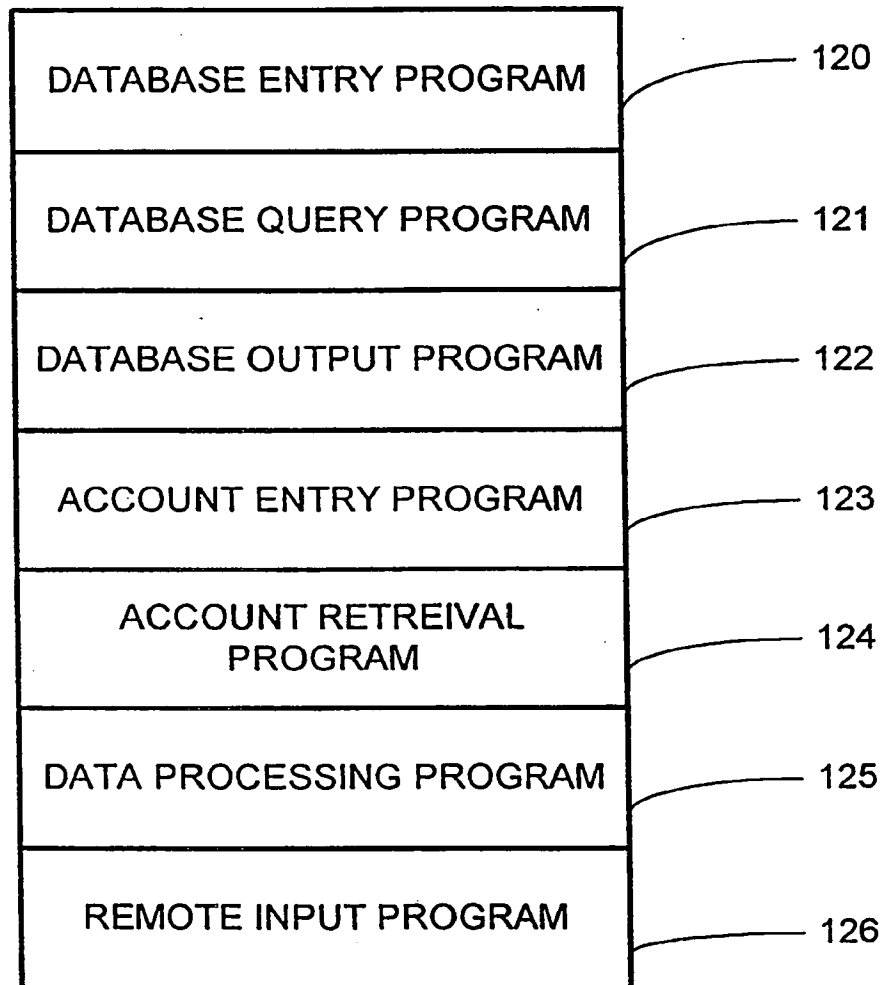 DATABASE ENTRY PROGRAM 120
DATABASE QUERY PROGRAM 121
DATABASE OUTPUT PROGRAM 122
ACCOUNT ENTRY PROGRAM 123
ACCOUNT RETREIVAL
PROGRAM 124
DATA PROCESSING PROGRAM 125
REMOTE INPUT PROGRAM 126